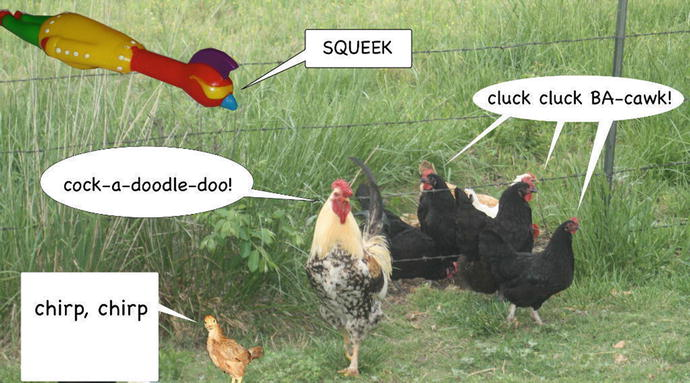 SQUEEK
cluck cluck BA-cawk!
cock-a-doodle-doo!
chirp, chirp